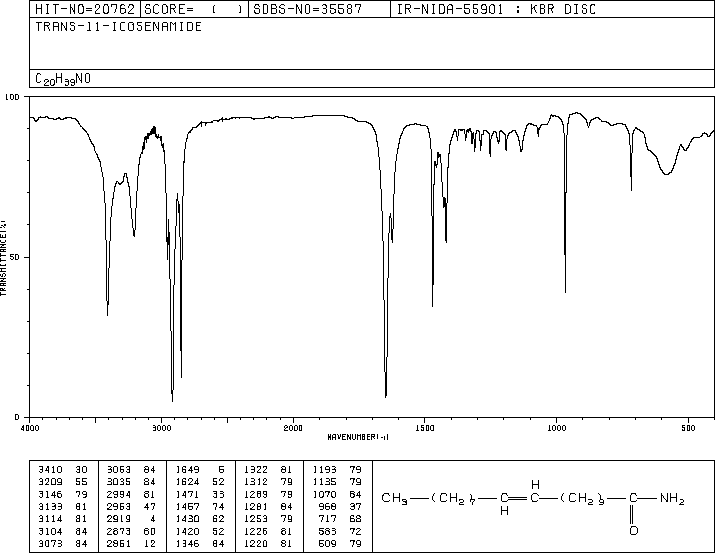 HIT-NO=20762 SCORE= ( ) SDBS-NO=35587 IR-NIDA-55901 : KBR DISC
TRANS-11-ICOSENAMIDE
C20H39NO
100
50
0
TRANSMITTANCE(%)
4000 3000 2000 1500 1000 500
WAVENUMBER(-1)
3410 30 3063 84 1649 5 1322 81 1193 79
3209 55 3035 84 1624 52 1312 79 1135 79
3146 79 2994 81 1471 33 1289 79 1070 84
3133 81 2953 47 1457 74 1281 84 968 37
3114 81 2919 4 1430 62 1253 79 717 68
3104 84 2873 60 1420 52 1226 81 583 72
3073 84 2851 12 1346 84 1220 81 509 79
H
CH3—(CH2)7—C=C—(CH2)9—C—NH2
H
O